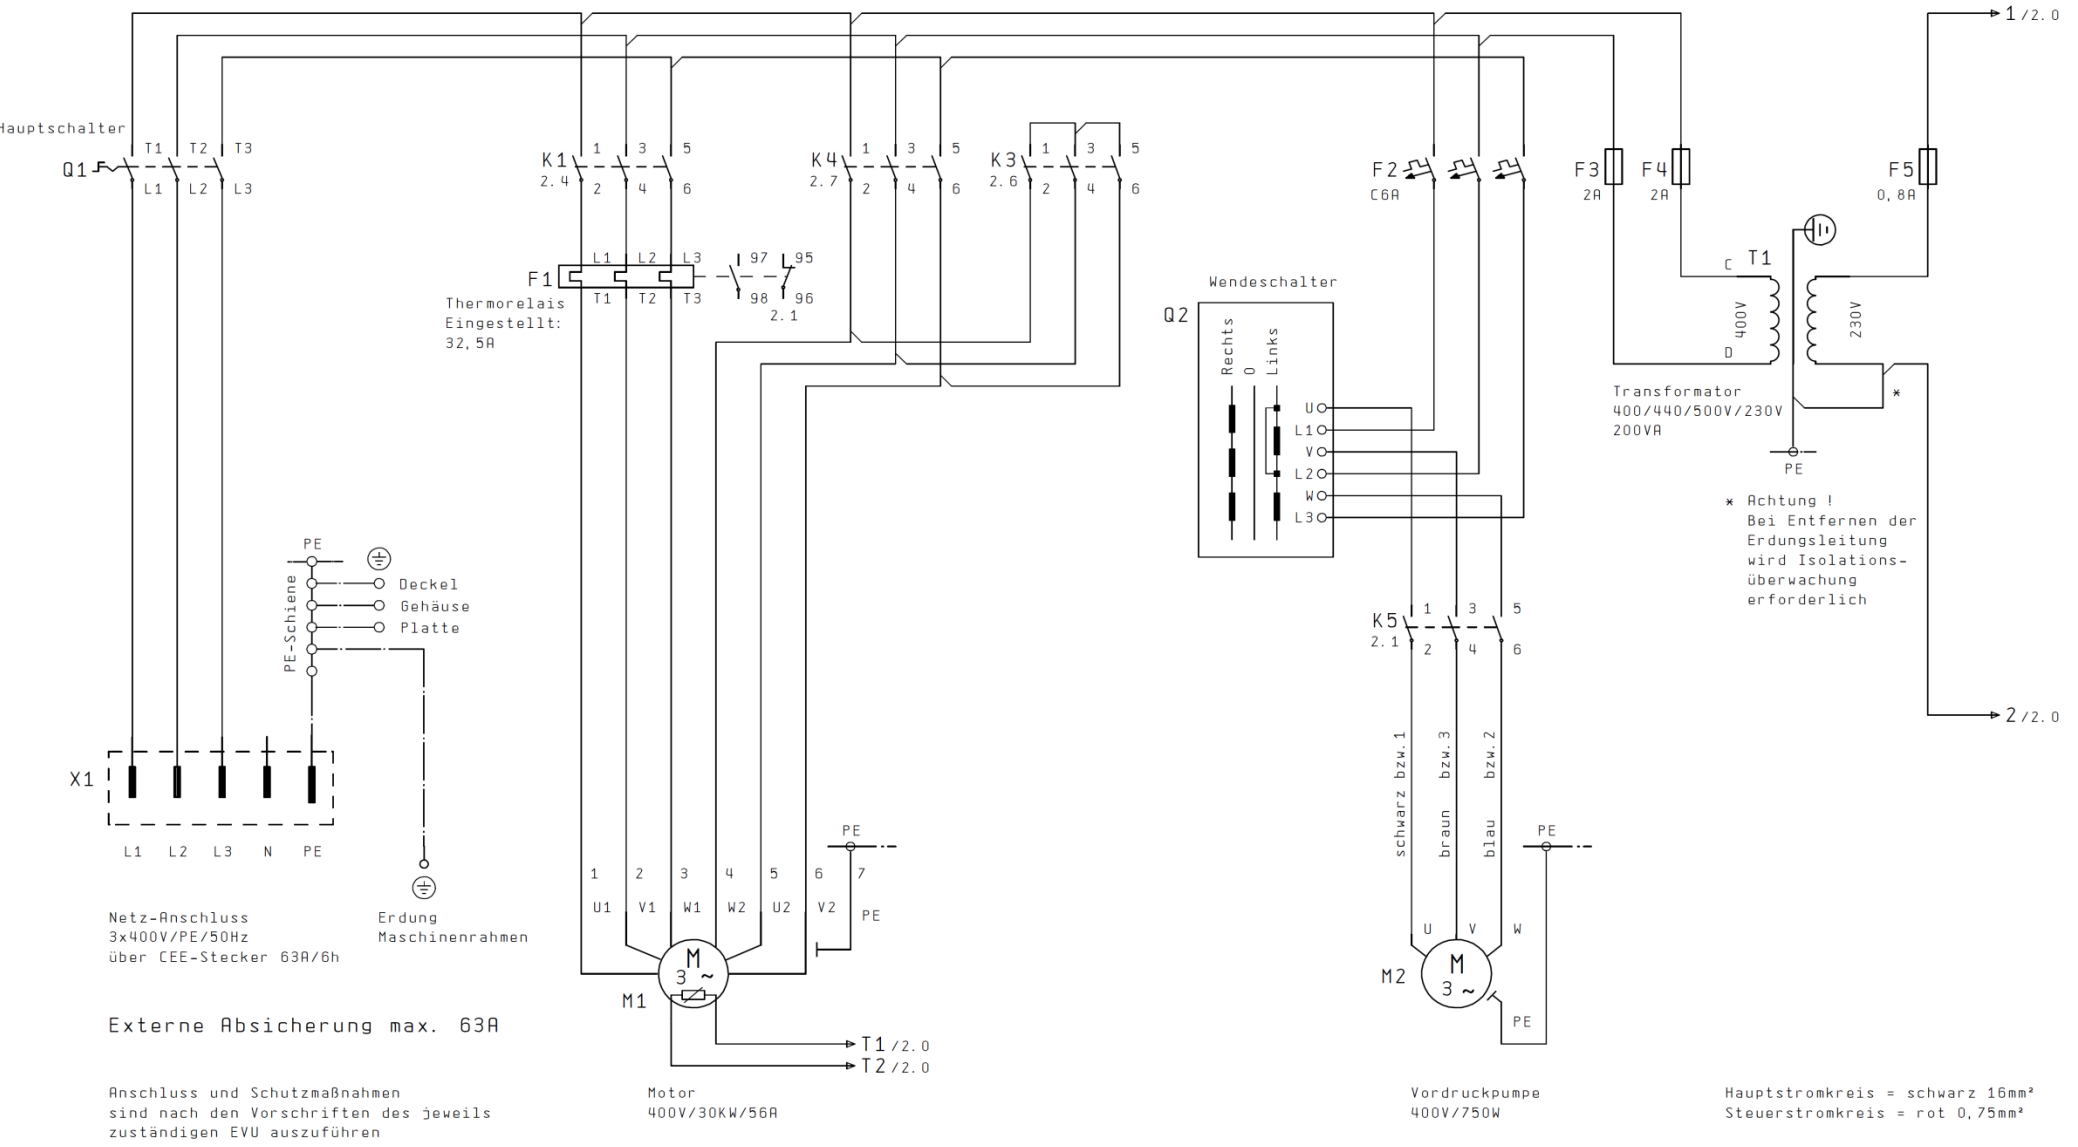 1 /2.0
Hauptschalter
Q1
T1 T2 T3
L1 L2 L3
K1
2.4
1 3 5
2 4 6
K4
2.7
1 3 5
2 4 6
K3
2.6
1 3 5
2 4 6
F2
C6A
F3
2A
F4
2A
F5
0,8A
F1
L1 L2 L3
T1 T2 T3
97 95
98 96
2.1
Thermorelais
Eingestellt:
32,5A
Wendeschalter
Q2
Rechts
0
Links
U
L1
V
L2
W
L3
C T1
400V
230V
D
Transformator
400/440/500V/230V
200VA
*
PE
* Achtung !
Bei Entfernen der
Erdungsleitung
wird Isolations-
überwachung
erforderlich
2 /2.0
K5
2.1
1 3 5
2 4 6
PE
PE-Schiene
Deckel
Gehäuse
Platte
X1
L1 L2 L3 N PE
Netz-Anschluss
3x400V/PE/50Hz
über CEE-Stecker 63A/6h
Erdung
Maschinenrahmen
Externe Absicherung max. 63A
Anschluss und Schutzmaßnahmen
sind nach den Vorschriften des jeweils
zuständigen EVU auszuführen
PE
1 2 3 4 5 6 7
U1 V1 W1 W2 U2 V2 PE
M
3 ~
M1
T1 /2.0
T2 /2.0
Motor
400V/30KW/56A
schwarz bzw.1
braun bzw.3
blau bzw.2
PE
U V W
M
3 ~
M2
PE
Vordruckpumpe
400V/750W
Hauptstromkreis = schwarz 16mm²
Steuerstromkreis = rot 0,75mm²